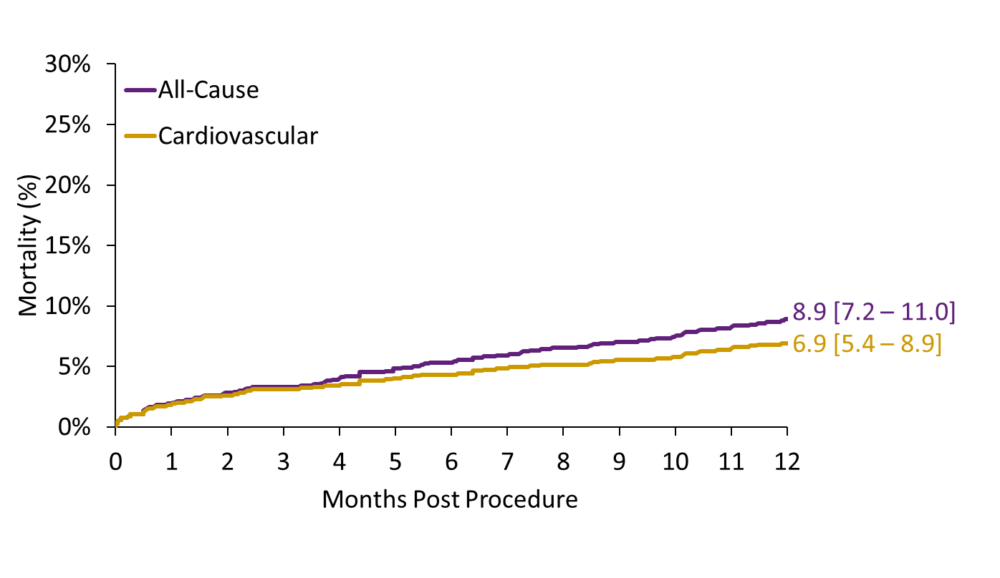 30%
All-Cause
25%
Cardiovascular
20%
Mortality (%)
15%
10%
8.9 [7.2 – 11.0]
6.9 [5.4 – 8.9]
5%
0%
0 1 2 3 4 5 6 7 8 9 10 11 12
Months Post Procedure